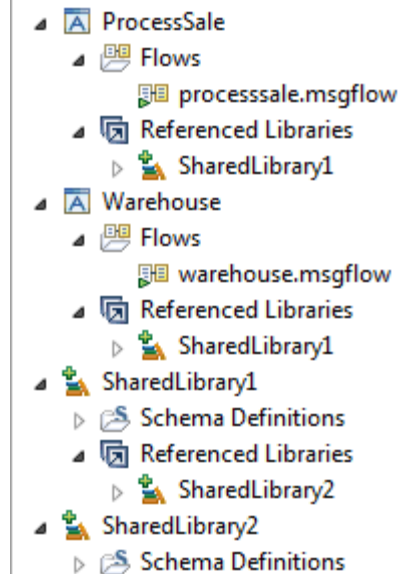 ProcessSale
Flows
processsale.msgflow
Referenced Libraries
SharedLibrary1
Warehouse
Flows
warehouse.msgflow
Referenced Libraries
SharedLibrary1
SharedLibrary1
Schema Definitions
Referenced Libraries
SharedLibrary2
SharedLibrary2
Schema Definitions